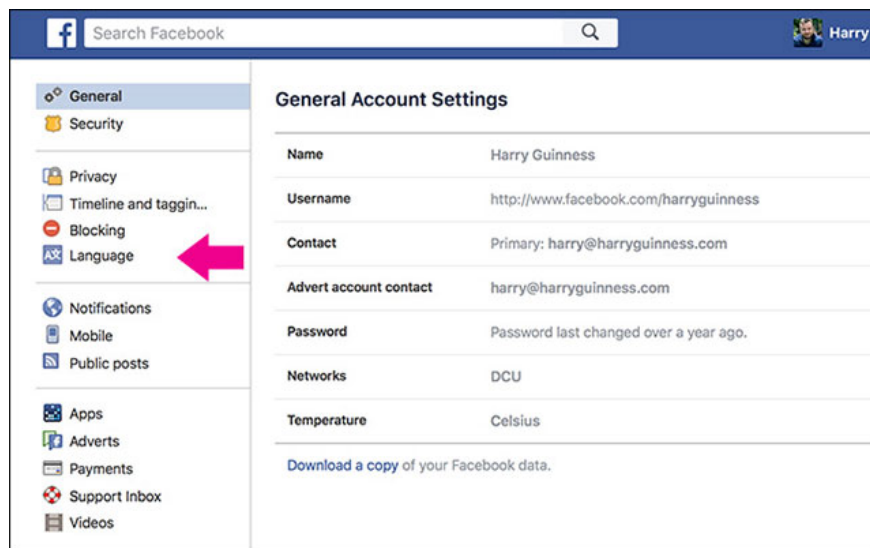 f Search Facebook Harry
General
Security
Privacy
Timeline and taggin...
Blocking
Language
Notifications
Mobile
Public posts
Apps
Adverts
Payments
Support Inbox
Videos
General Account Settings
Name Harry Guinness
Username http://www.facebook.com/harryguinness
Contact Primary: harry@harryguinness.com
Advert account contact harry@harryguinness.com
Password Password last changed over a year ago.
Networks DCU
Temperature Celsius
Download a copy of your Facebook data.